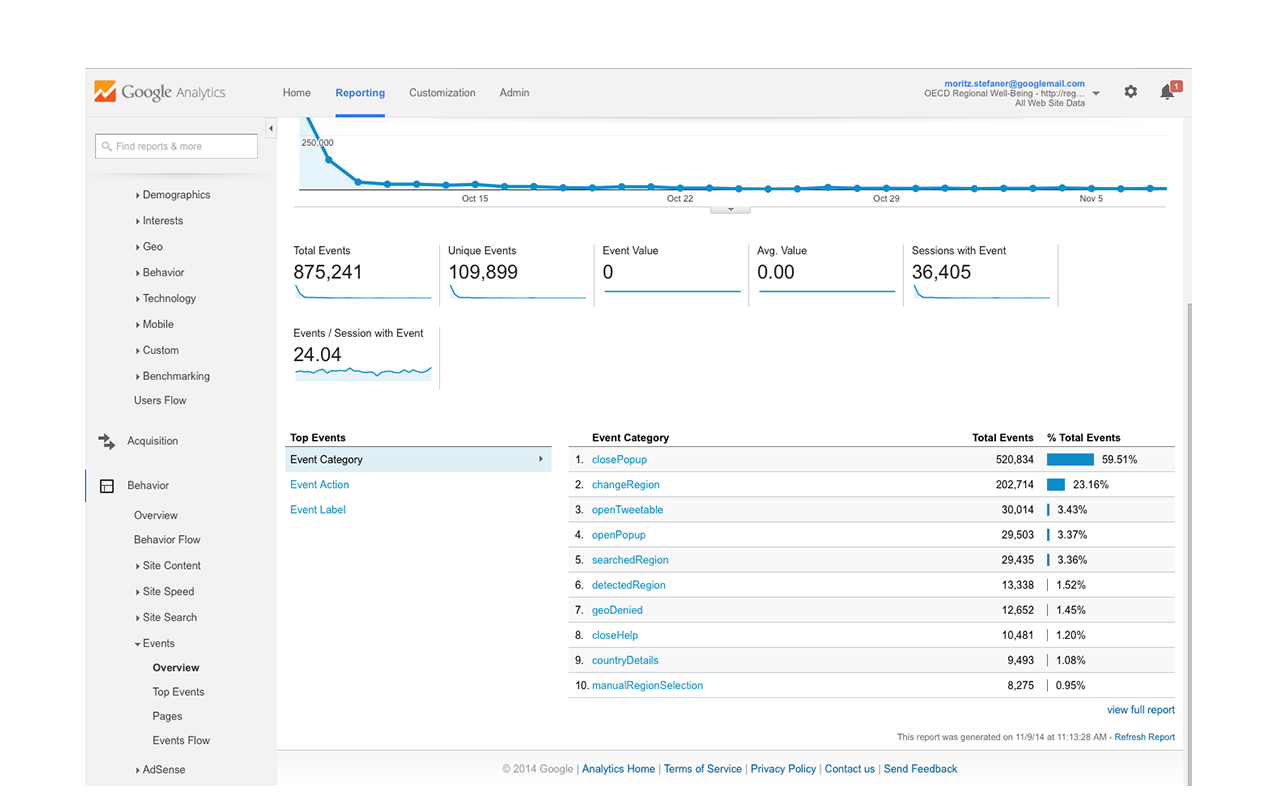 Google Analytics
Home Reporting Customization Admin
moritz.stefaner@googlemail.com
OECD Regional Well-Being - http://reg...
All Web Site Data
1
Find reports & more
Demographics
Interests
Geo
Behavior
Technology
Mobile
Custom
Benchmarking
Users Flow
Acquisition
Behavior
Overview
Behavior Flow
Site Content
Site Speed
Site Search
Events
Overview
Top Events
Pages
Events Flow
AdSense
250,000
Oct 15 Oct 22 Oct 29 Nov 5
Total Events
875,241
Unique Events
109,899
Event Value
0
Avg. Value
0.00
Sessions with Event
36,405
Events / Session with Event
24.04
Top Events
Event Category
Event Action
Event Label
Event Category Total Events % Total Events
1. closePopup 520,834 59.51%
2. changeRegion 202,714 23.16%
3. openTweetable 30,014 3.43%
4. openPopup 29,503 3.37%
5. searchedRegion 29,435 3.36%
6. detectedRegion 13,338 1.52%
7. geoDenied 12,652 1.45%
8. closeHelp 10,481 1.20%
9. countryDetails 9,493 1.08%
10. manualRegionSelection 8,275 0.95%
view full report
This report was generated on 11/9/14 at 11:13:28 AM - Refresh Report
© 2014 Google | Analytics Home | Terms of Service | Privacy Policy | Contact us | Send Feedback